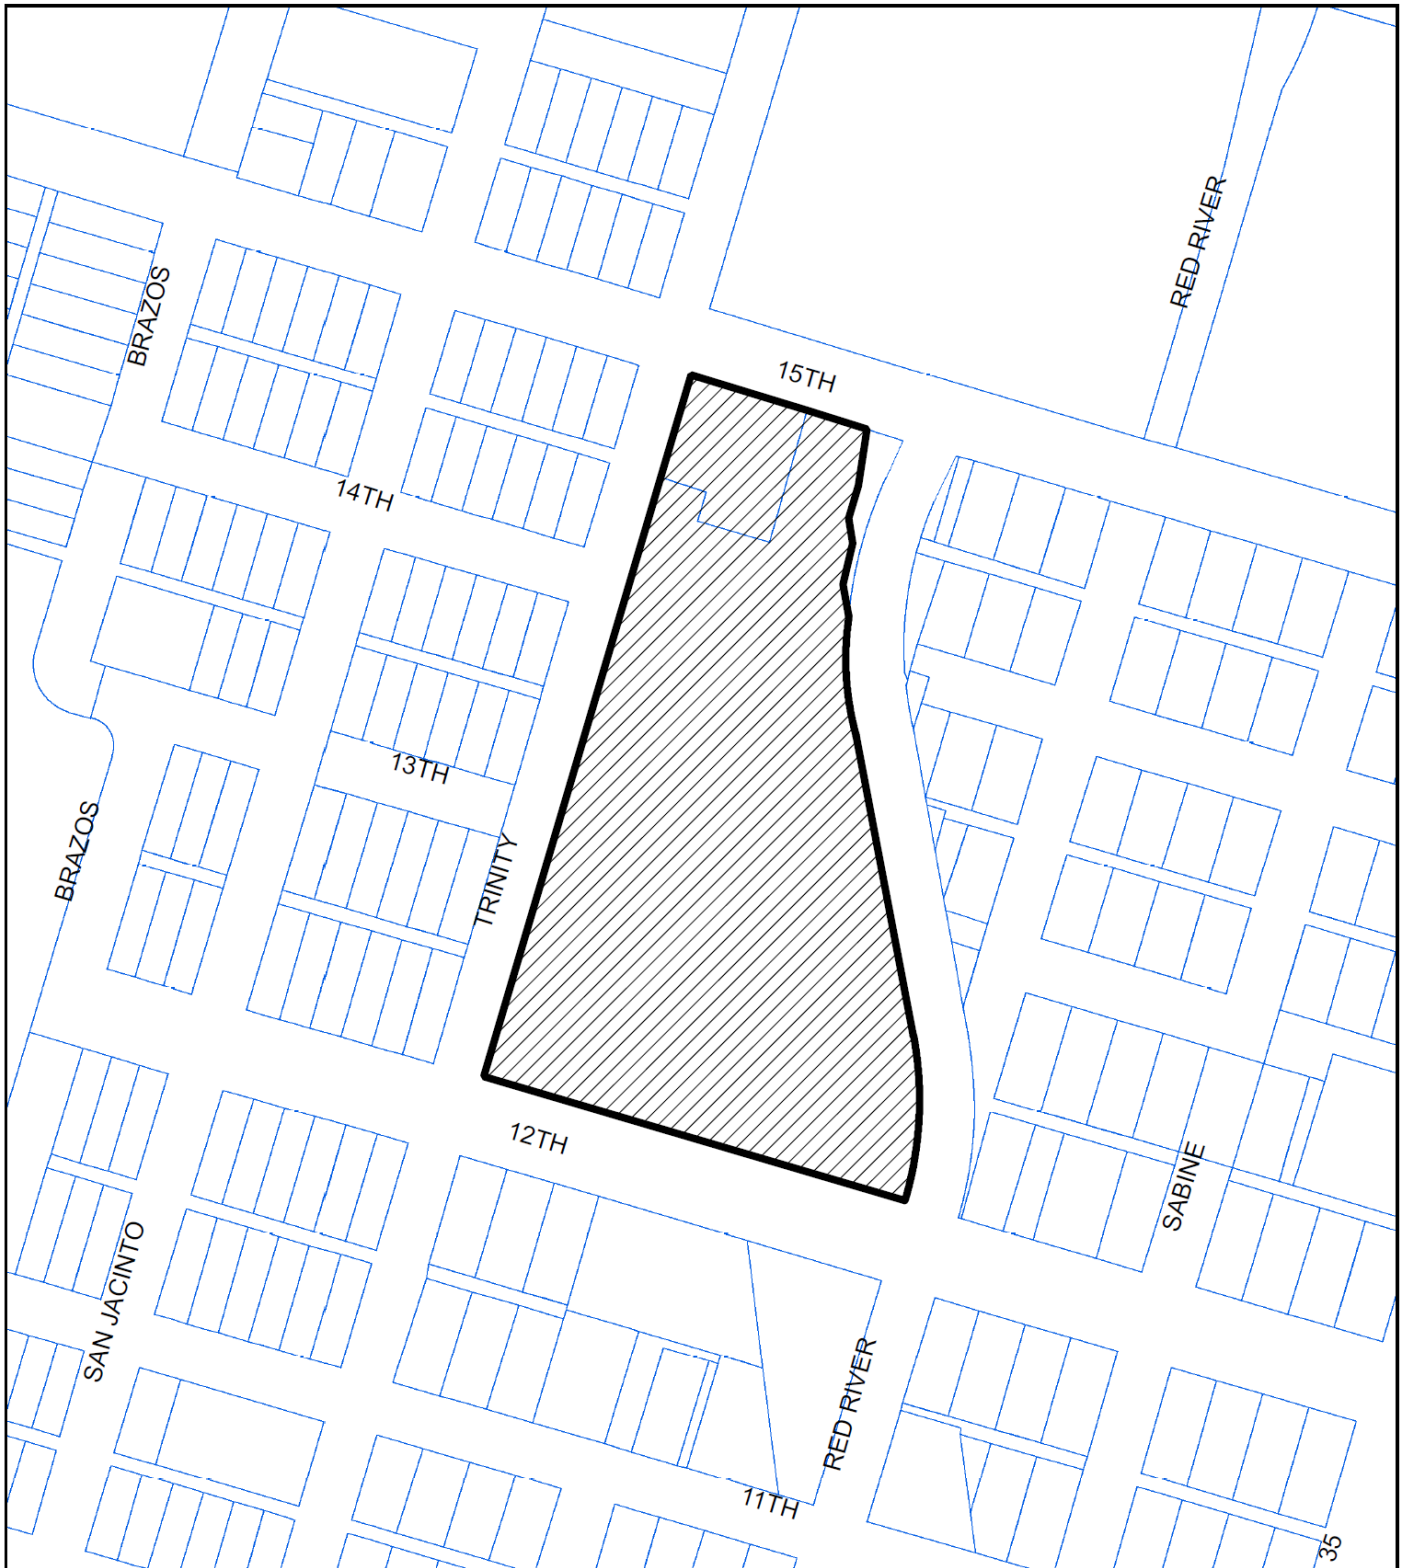 RED RIVER
BRAZOS
15TH
14TH
13TH
TRINITY
BRAZOS
12TH
SABINE
SAN JACINTO
RED RIVER
11TH
35